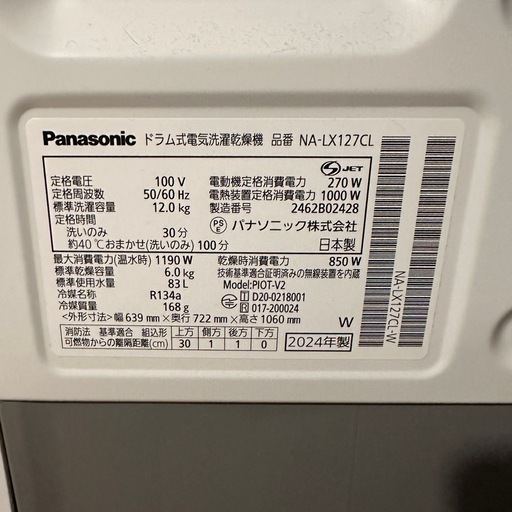 Panasonic ドラム式電気洗濯乾燥機 品番 NA-LX127CL
S JET
定格電圧 100 V
定格周波数 50/60 Hz
標準洗濯容量 12.0 kg
定格時間
洗いのみ 30分
約40℃おまかせ(洗いのみ) 100分
電動機定格消費電力 270 W
電熱装置定格消費電力 1000 W
製造番号 2462B02428
PSE パナソニック株式会社
日本製
最大消費電力(温水時) 1190 W
標準乾燥容量 6.0 kg
標準使用水量 83 L
冷媒名称 R134a
冷媒質量 168 g
<外形寸法> 幅 639 mm×奥行 722 mm×高さ 1060 mm
乾燥時消費電力 850 W
技術基準適合証明済みの無線装置を内蔵
Model:PIOT-V2
T D20-0218001
R 017-200024
W
消防法 基準適合 組込形 上方 側方 後方 下方
可燃物からの離隔距離(cm) 30 1 1 0
2024年製
NA-LX127CL-W